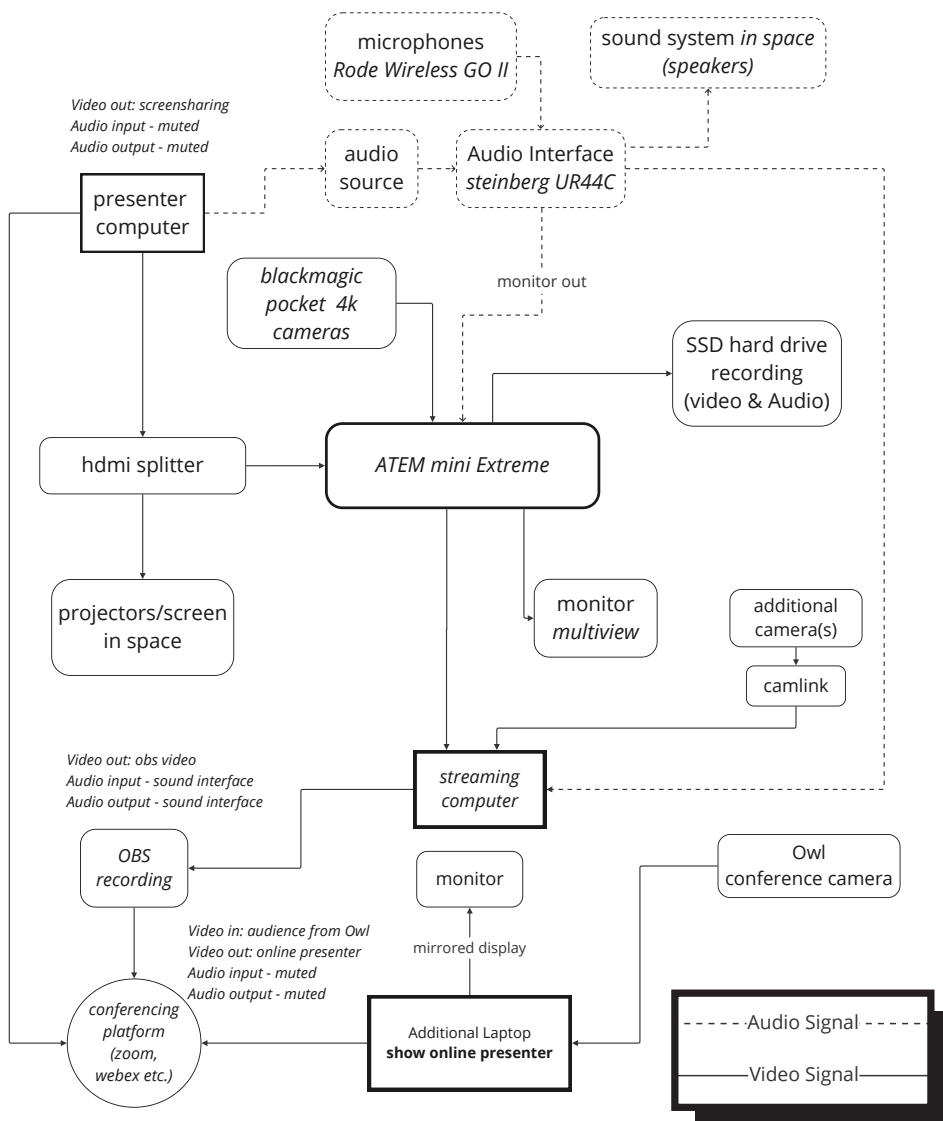 microphones
Rode Wireless GO II
sound system in space
(speakers)
Video out: screensharing
Audio input - muted
Audio output - muted
audio
source
Audio Interface
steinberg UR44C
presenter
computer
blackmagic
pocket 4k
cameras
monitor out
SSD hard drive
recording
(video & Audio)
hdmi splitter
ATEM mini Extreme
projectors/screen
in space
monitor
multiview
additional
camera(s)
camlink
Video out: obs video
Audio input - sound interface
Audio output - sound interface
streaming
computer
OBS
recording
monitor
Owl
conference camera
Video in: audience from Owl
Video out: online presenter
Audio input - muted
Audio output - muted
mirrored display
conferencing
platform
(zoom,
webex etc.)
Additional Laptop
show online presenter
Audio Signal
Video Signal